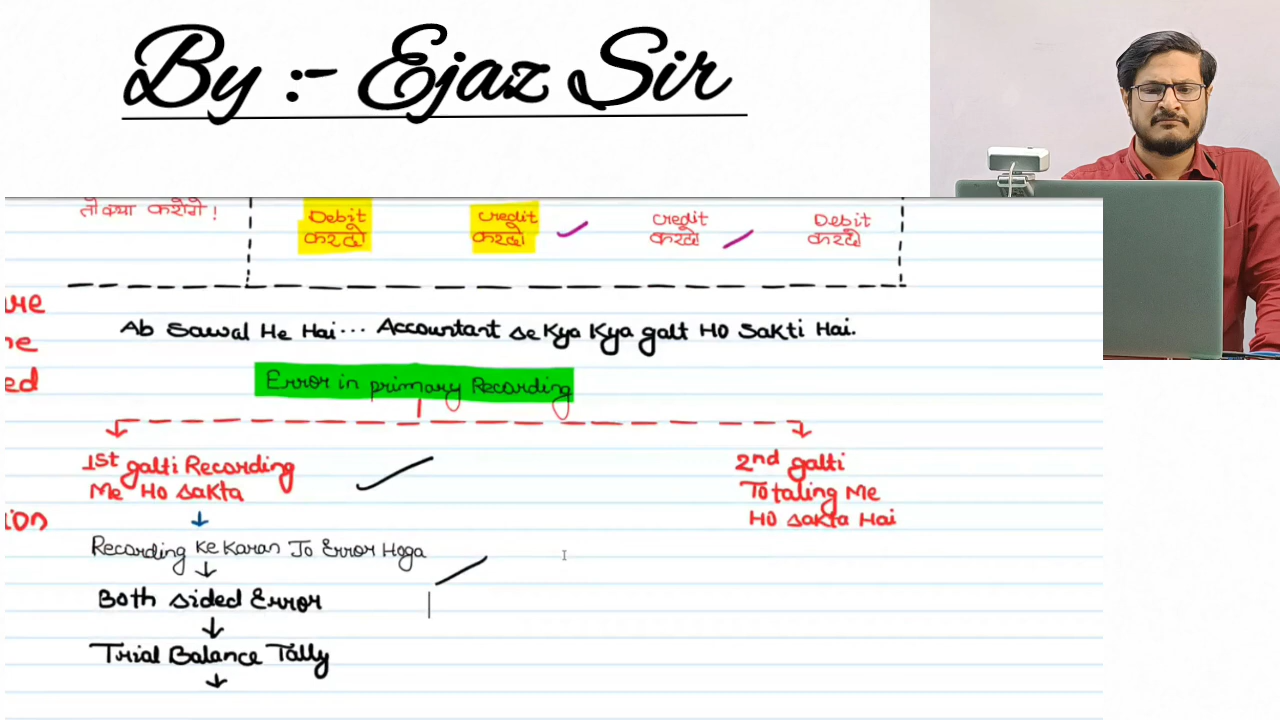 By :- Ejaz Sir
तो क्या करोगे !
Debit करदो
Credit करदो
Credit करदो
Debit करदो
Ab Sawal He Hai... Accountant se Kya Kya galt Ho Sakti Hai.
Error in primary Recording
1st galti Recording
Me Ho sakta
Recording Ke Karan Jo Error Hoga
Both sided Error
Trial Balance Tally
2nd galti
Totaling Me
Ho sakta Hai